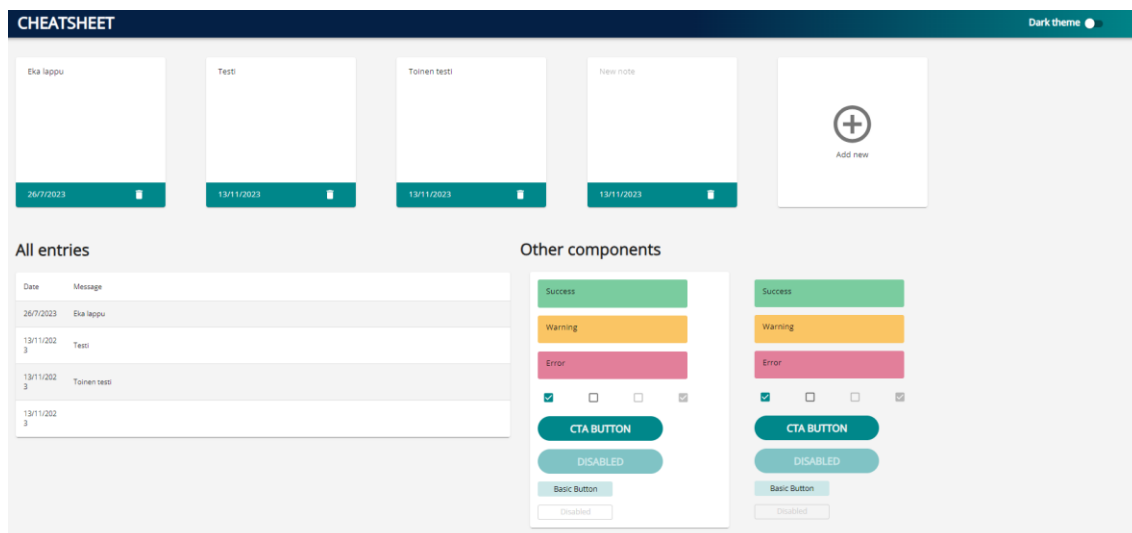 CHEATSHEET
Dark theme
Eka lappu
Testi
Toinen testi
New note
Add new
26/7/2023
13/11/2023
13/11/2023
13/11/2023
All entries
Date Message
26/7/2023 Eka lappu
13/11/202
3
Testi
13/11/202
3
Toinen testi
13/11/202
3
Other components
Success
Warning
Error
CTA BUTTON
DISABLED
Basic Button
Disabled
Success
Warning
Error
CTA BUTTON
DISABLED
Basic Button
Disabled